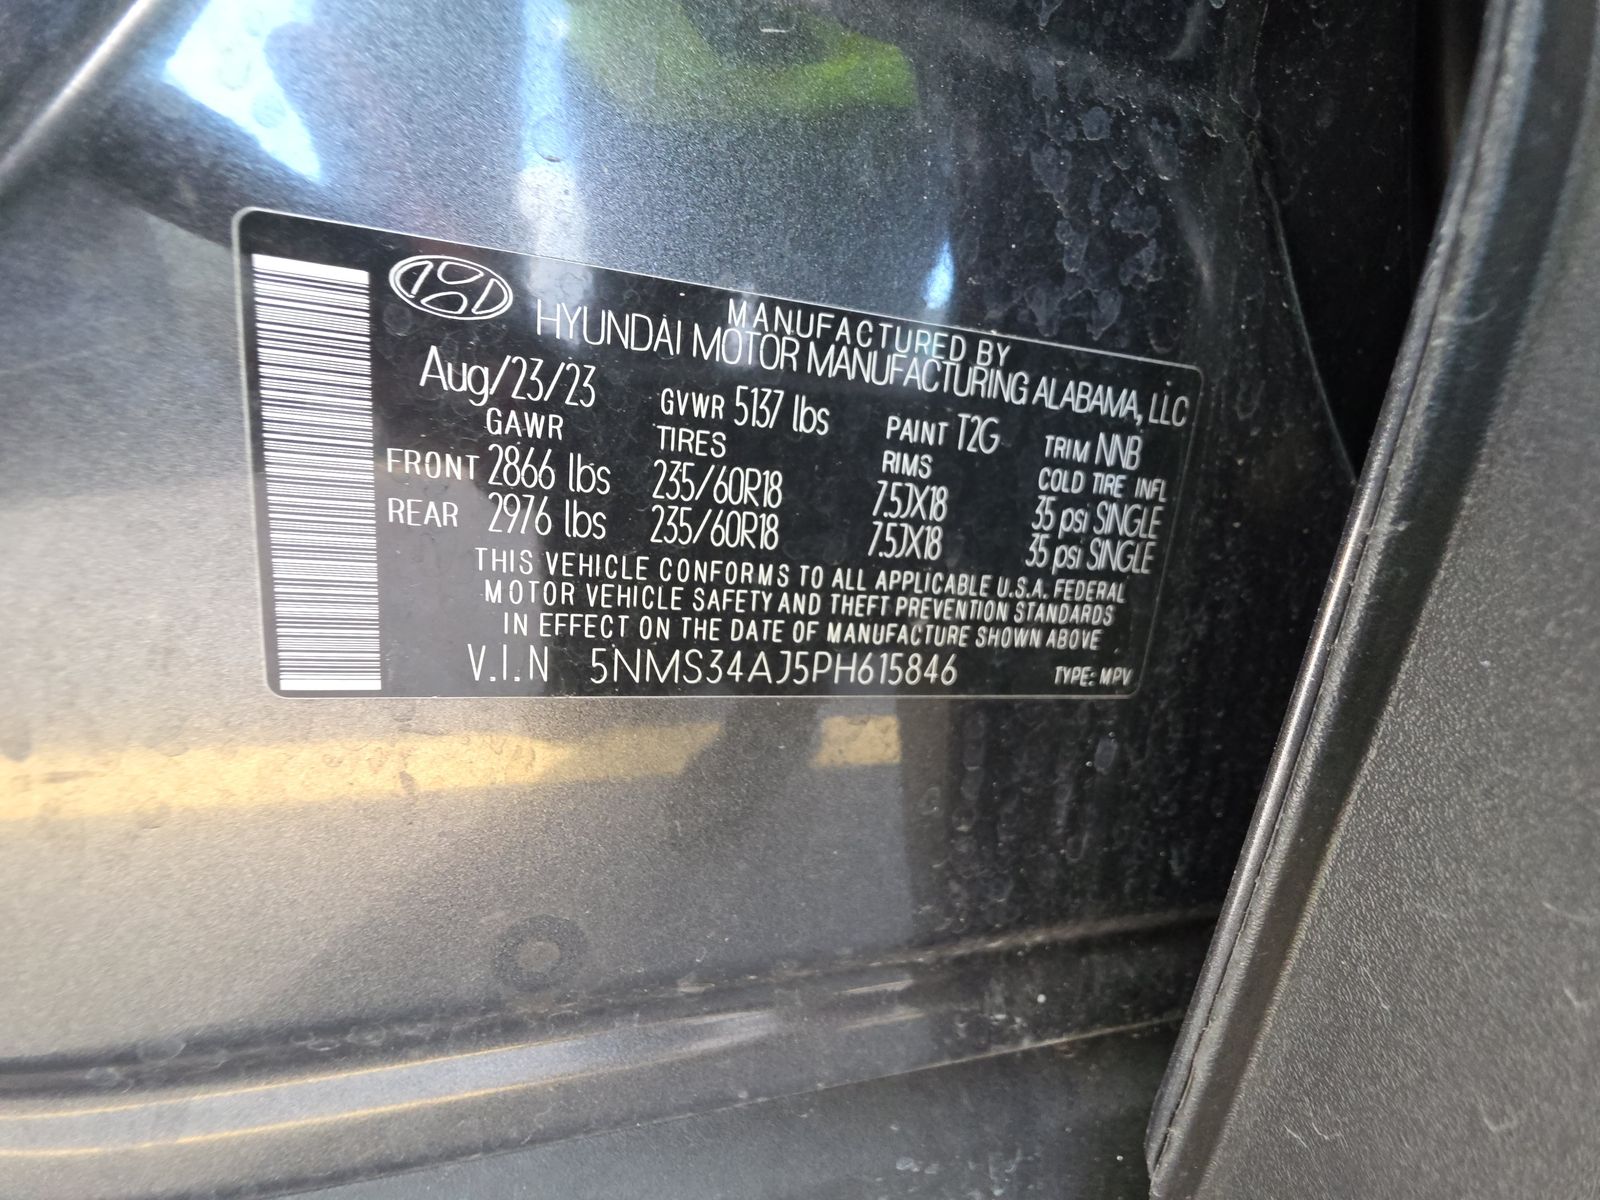 MANUFACTURED BY
HYUNDAI MOTOR MANUFACTURING ALABAMA, LLC
Aug/23/23 GVWR 5137 lbs PAINT T2G TRIM NNB
GAWR TIRES RIMS COLD TIRE INFL
FRONT 2866 lbs 235/60R18 7.5JX18 35 psi SINGLE
REAR 2976 lbs 235/60R18 7.5JX18 35 psi SINGLE
THIS VEHICLE CONFORMS TO ALL APPLICABLE U.S.A. FEDERAL
MOTOR VEHICLE SAFETY AND THEFT PREVENTION STANDARDS
IN EFFECT ON THE DATE OF MANUFACTURE SHOWN ABOVE
V.I.N 5NMS34AJ5PH615846 TYPE: MPV